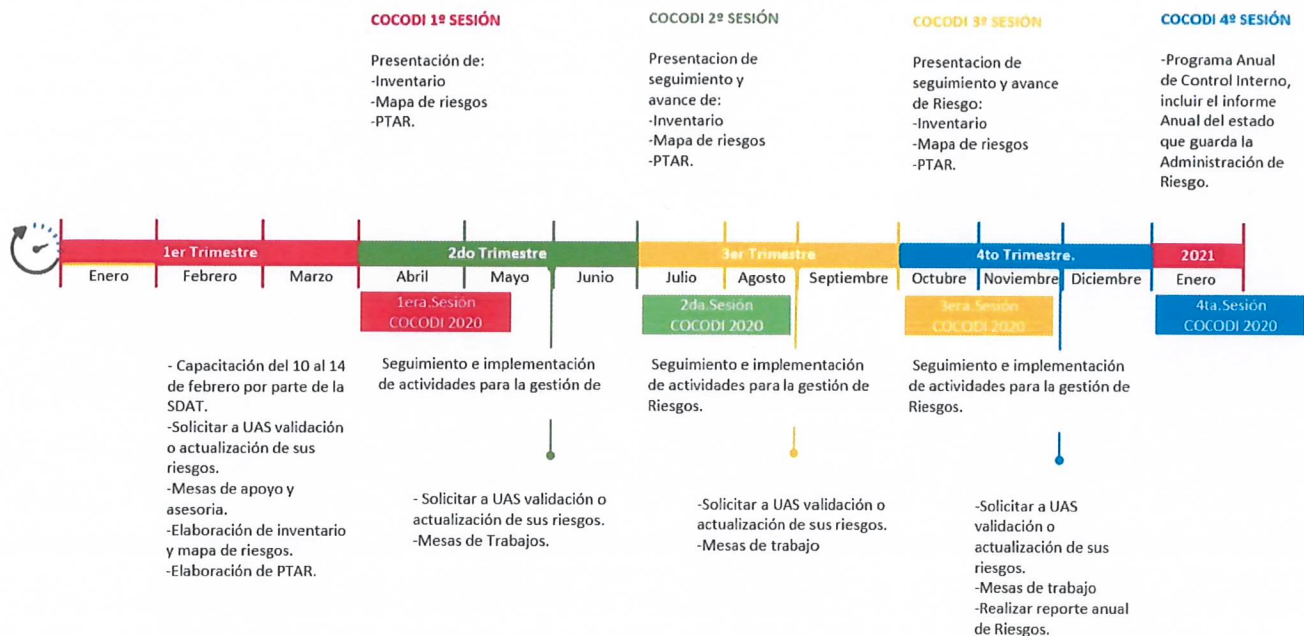 COCODI 1º SESIÓN
Presentación de:
-Inventario
-Mapa de riesgos
-PTAR.
COCODI 2º SESIÓN
Presentacion de
seguimiento y
avance de:
-Inventario
-Mapa de riesgos
-PTAR.
COCODI 3º SESIÓN
Presentacion de
seguimiento y avance
de Riesgo:
-Inventario
-Mapa de riesgos
-PTAR.
COCODI 4º SESIÓN
-Programa Anual
de Control Interno,
incluir el informe
Anual del estado
que guarda la
Administración de
Riesgo.
1er Trimestre
2do Trimestre
3er Trimestre
4to Trimestre.
2021
Enero
Febrero
Marzo
Abril
Mayo
Junio
Julio
Agosto
Septiembre
Octubre
Noviembre
Diciembre
Enero
1era.Sesión
COCODI 2020
2da.Sesión
COCODI 2020
3era.Sesión
COCODI 2020
4ta.Sesión
COCODI 2020
- Capacitación del 10 al 14
de febrero por parte de la
SDAT.
-Solicitar a UAS validación
o actualización de sus
riesgos.
-Mesas de apoyo y
asesoria.
-Elaboración de inventario
y mapa de riesgos.
-Elaboración de PTAR.
Seguimiento e implementación
de actividades para la gestión de
- Solicitar a UAS validación o
actualización de sus riesgos.
-Mesas de Trabajos.
Seguimiento e implementación
de actividades para la gestión de
Riesgos.
-Solicitar a UAS validación o
actualización de sus riesgos.
-Mesas de trabajo
Seguimiento e implementación
de actividades para la gestión de
Riesgos.
-Solicitar a UAS
validación o
actualización de sus
riesgos.
-Mesas de trabajo
-Realizar reporte anual
de Riesgos.